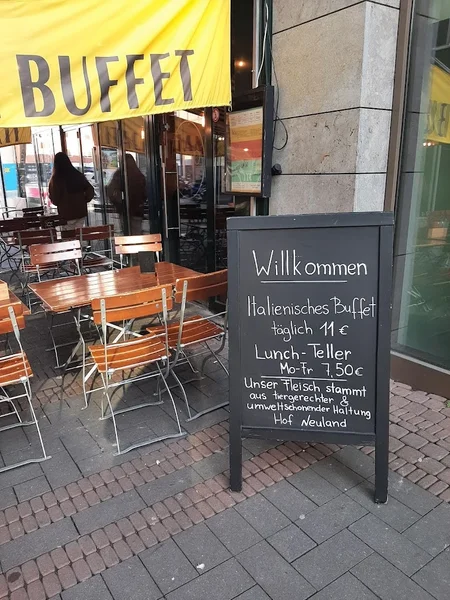 BUFFET
Willkommen
Italienisches Buffet
täglich 11 €
Lunch-Teller
Mo-Fr 7,50€
Unser Fleisch stammt
aus tiergerechter &
umweltschonender Haltung
Hof Neuland